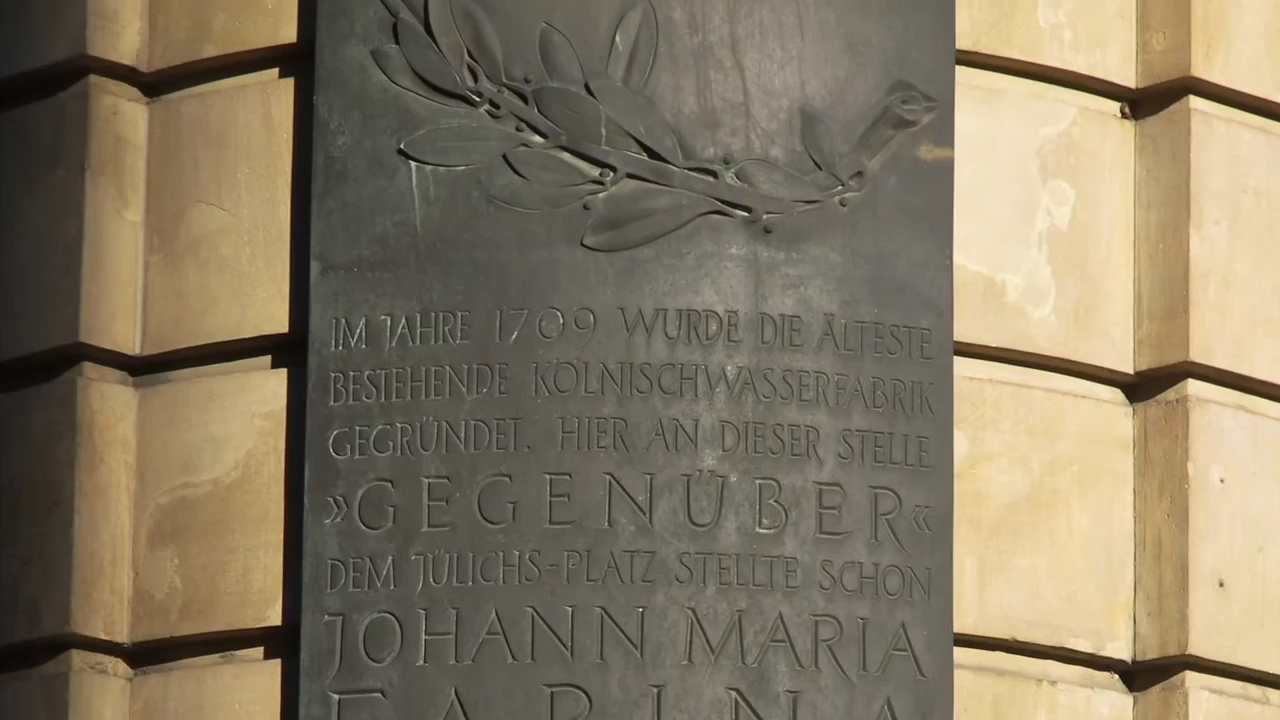 IM JAHRE 1709 WURDE DIE ÄLTESTE
BESTEHENDE KÖLNISCHWASSERFABRIK
GEGRÜNDET. HIER AN DIESER STELLE
»GEGENÜBER«
DEM JÜLICHS-PLATZ STELLTE SCHON
JOHANN MARIA
FARINA